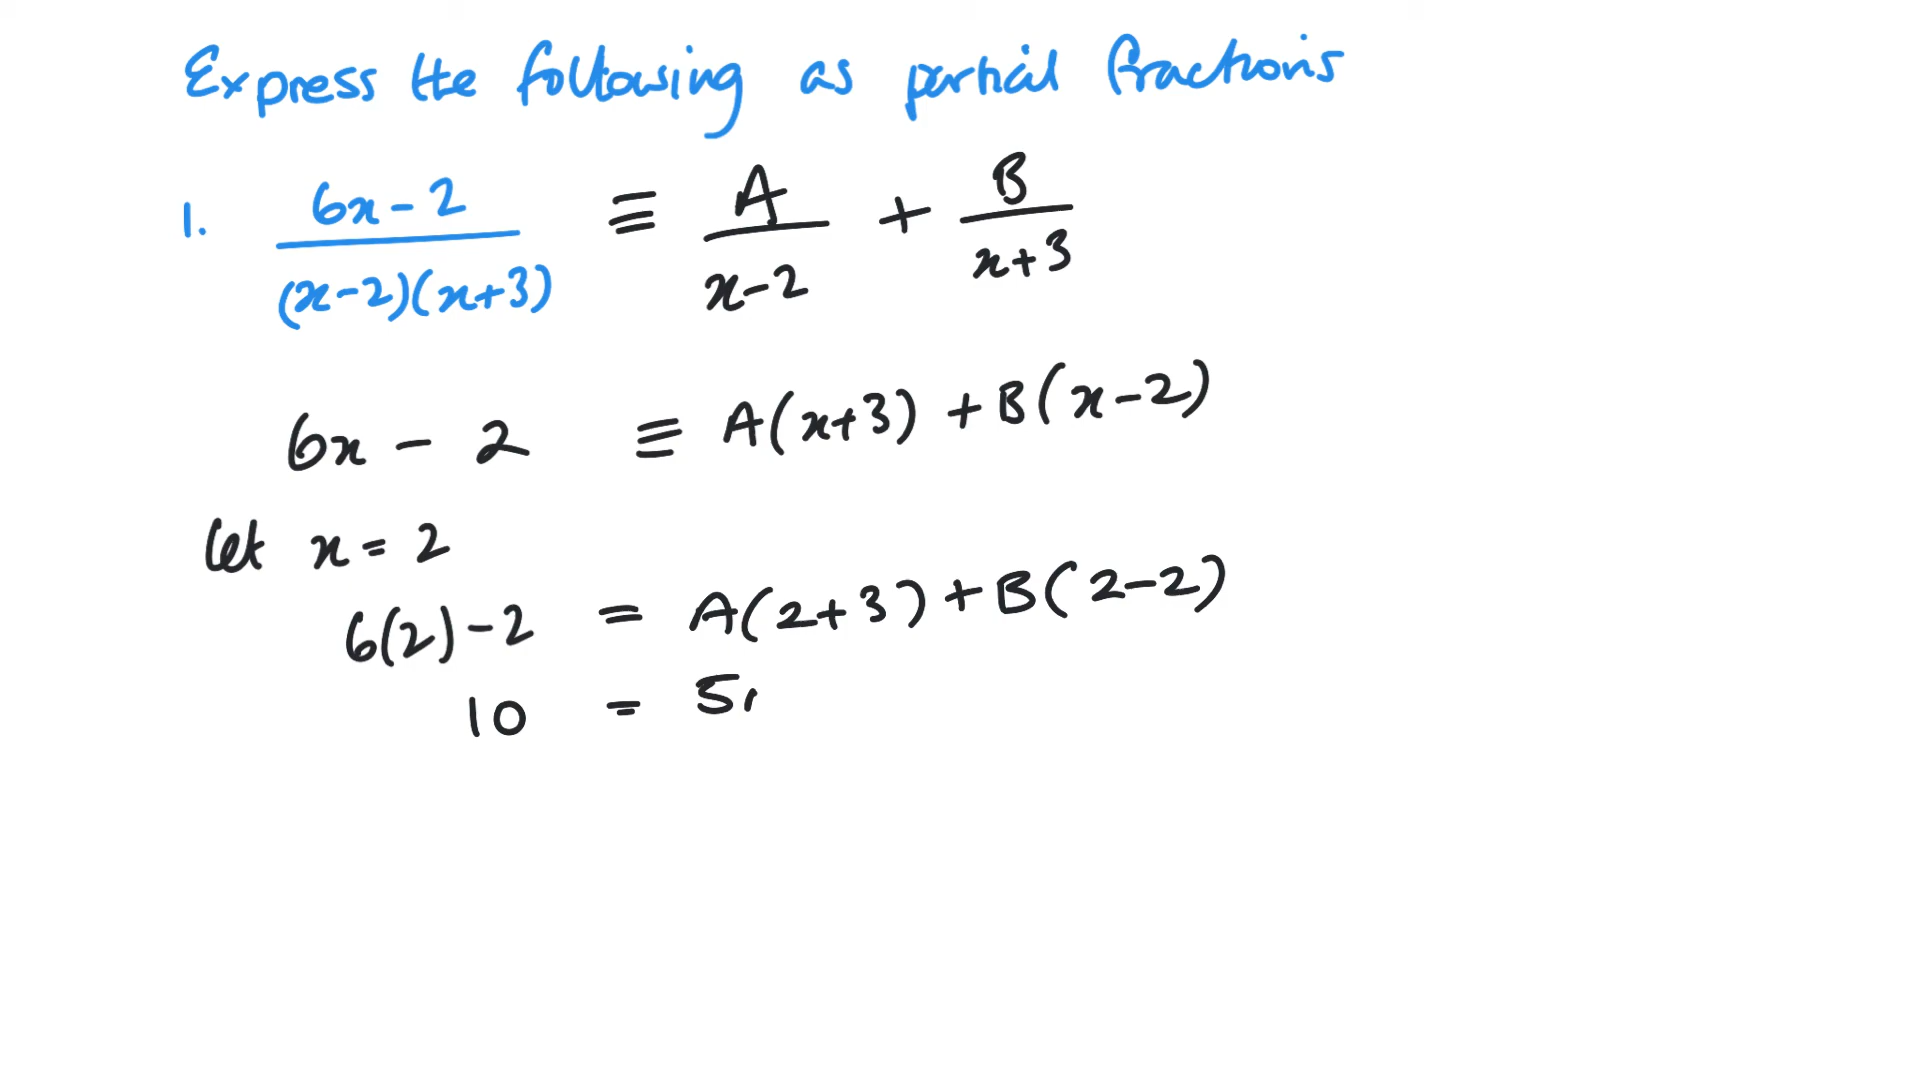 Express the following as partial fractions
1. (6x-2)/((x-2)(x+3)) ≡ A/(x-2) + B/(x+3)
6x - 2 ≡ A(x+3) + B(x-2)
let x = 2
6(2)-2 = A(2+3) + B(2-2)
10 = 5